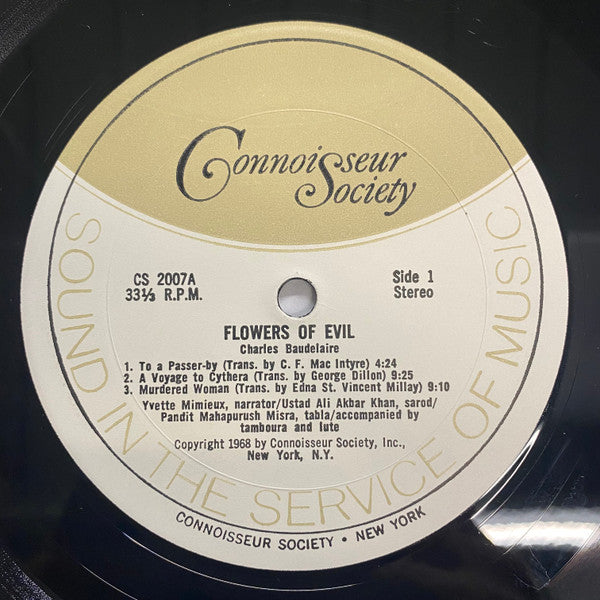 Connoisseur
Society
CS 2007A
33⅓ R.P.M.
Side 1
Stereo
FLOWERS OF EVIL
Charles Baudelaire
1. To a Passer-by (Trans. by C. F. Mac Intyre) 4:24
2. A Voyage to Cythera (Trans. by George Dillon) 9:25
3. Murdered Woman (Trans. by Edna St. Vincent Millay) 9:10
Yvette Mimieux, narrator/Ustad Ali Akbar Khan, sarod/
Pandit Mahapurush Misra, tabla/accompanied by
tamboura and lute
Copyright 1968 by Connoisseur Society, Inc.,
New York, N.Y.
SOUND IN THE SERVICE OF MUSIC
CONNOISSEUR SOCIETY • NEW YORK